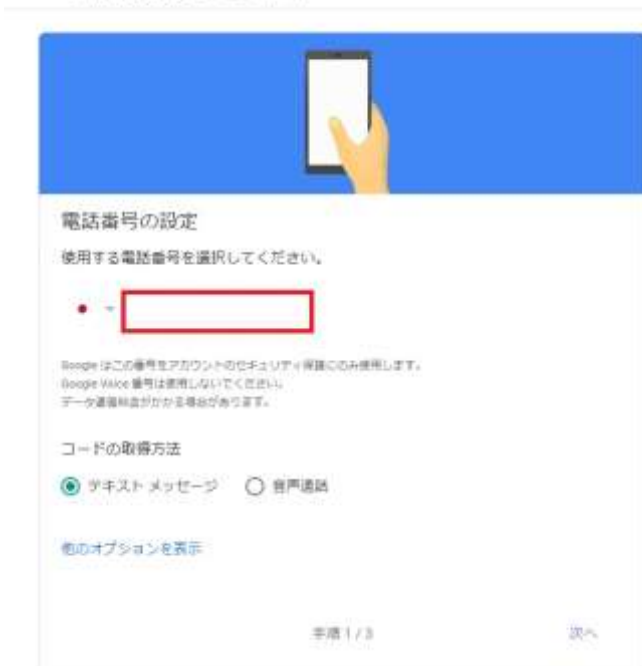 電話番号の設定
使用する電話番号を選択してください。
Google はこの番号をアカウントのセキュリティ保護にのみ使用します。
Google Voice 番号は使用しないでください。
データ通信料金がかかる場合があります。
コードの取得方法
テキスト メッセージ
音声通話
他のオプションを表示
手順 1 / 3
次へ